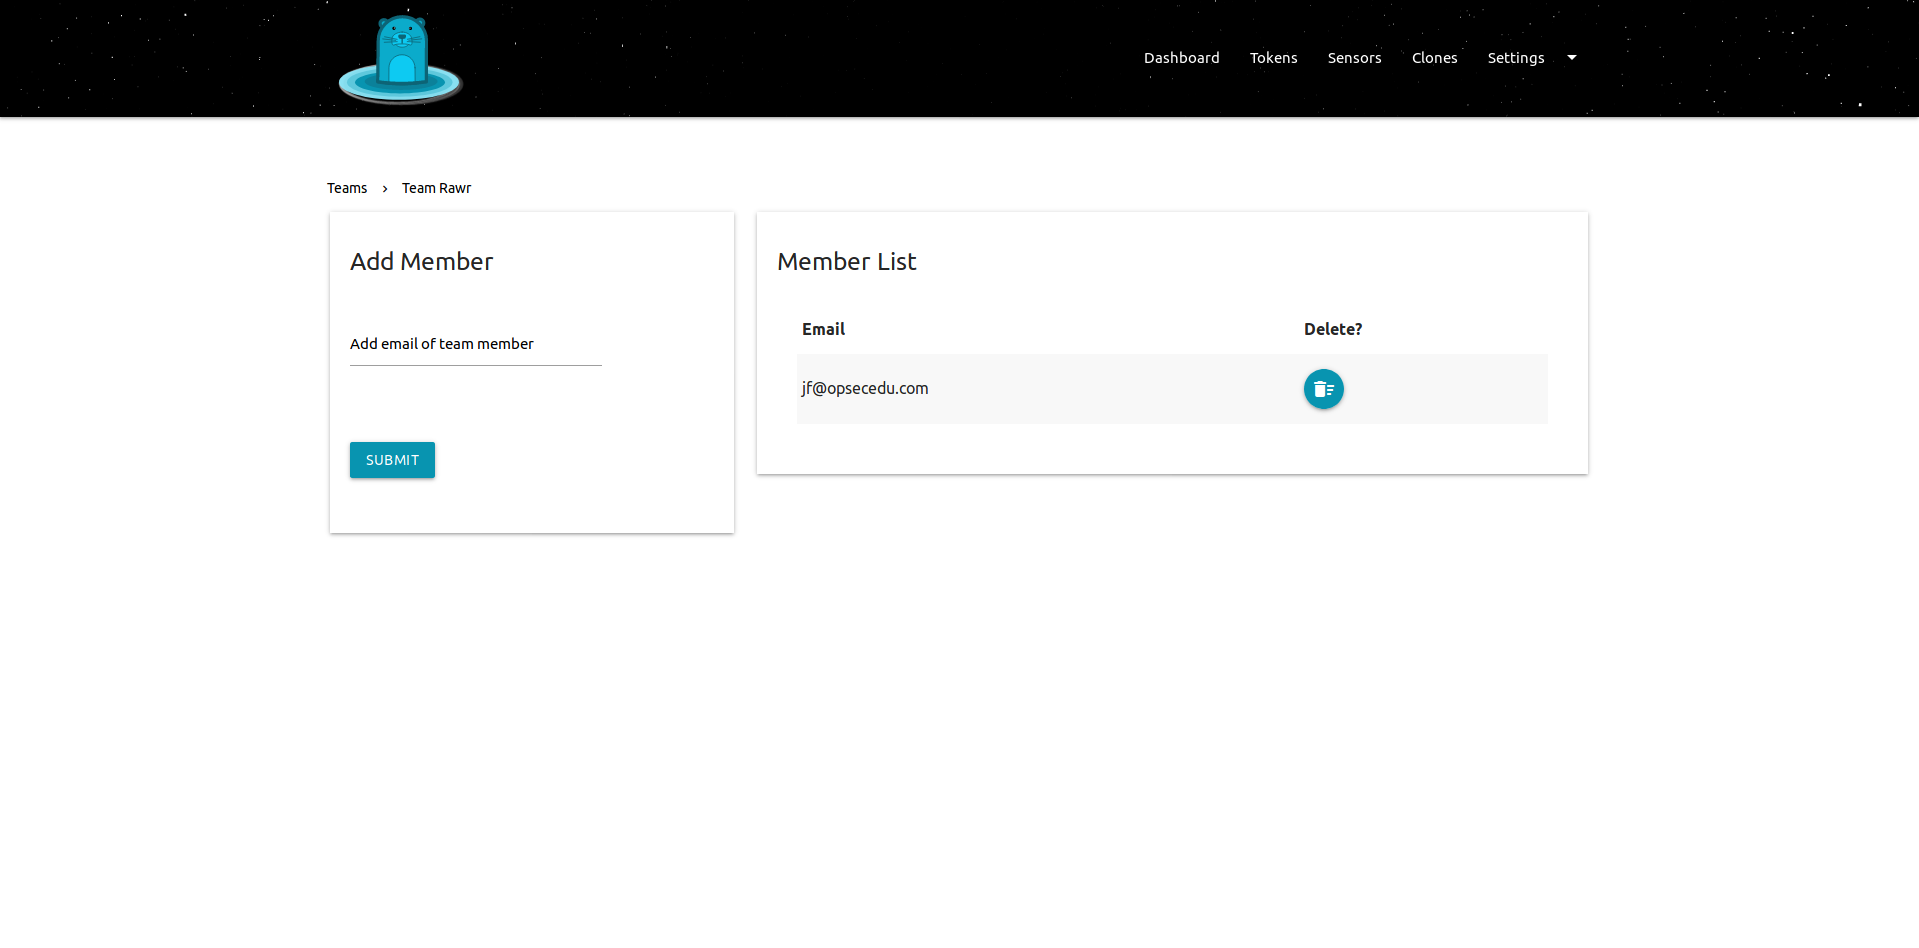 Dashboard Tokens Sensors Clones Settings
Teams > Team Rawr
Add Member
Add email of team member
SUBMIT
Member List
Email Delete?
jf@opsecedu.com